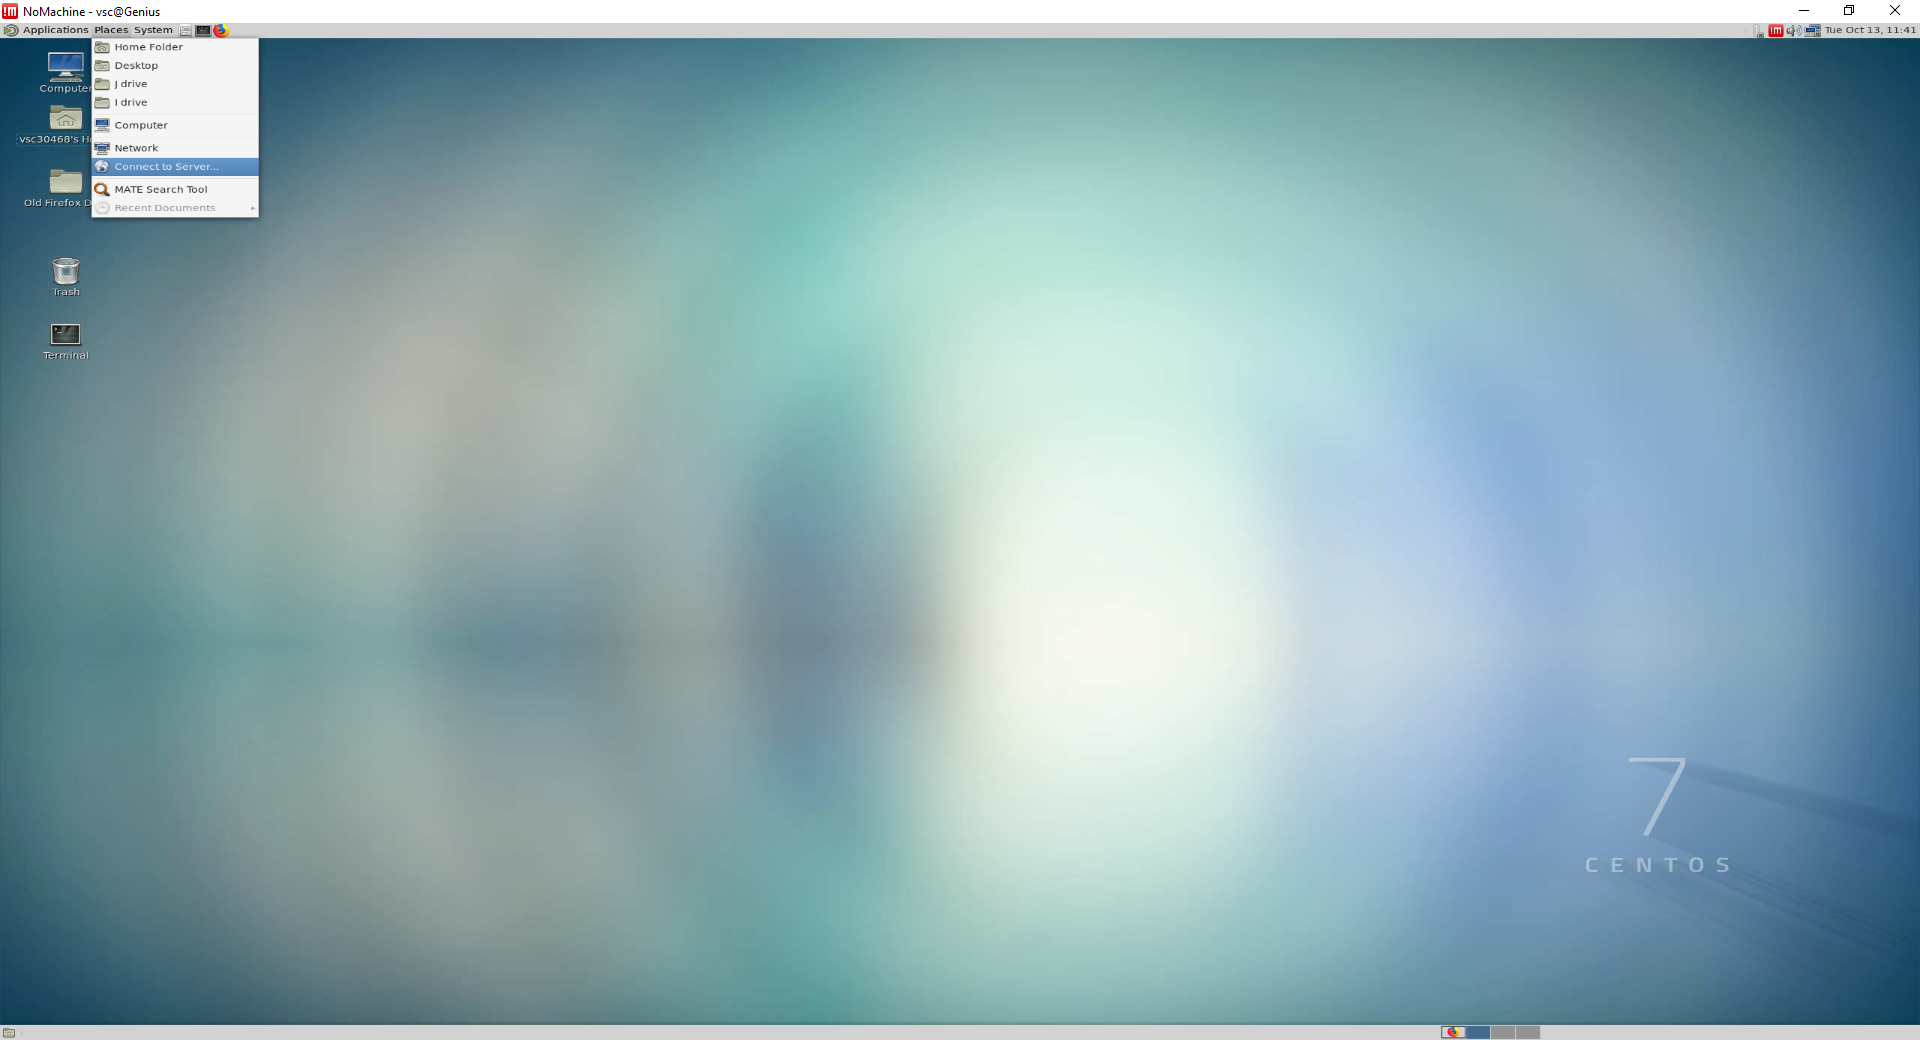 NoMachine - vsc@Genius
Applications Places System
Tue Oct 13, 11:41
Home Folder
Desktop
J drive
I drive
Computer
Network
Connect to Server...
MATE Search Tool
Recent Documents
Computer
vsc30468's H
Old Firefox D
Trash
Terminal
7
CENTOS